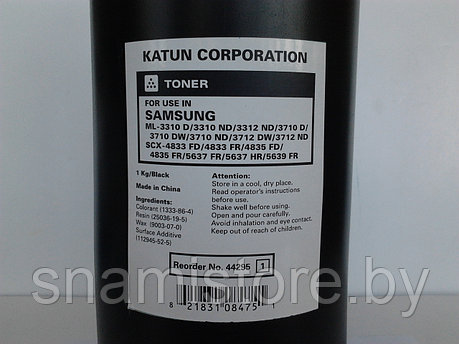 KATUN CORPORATION
TONER
FOR USE IN
SAMSUNG
ML-3310 D/3310 ND/3312 ND/3710 D/
3710 DW/3710 ND/3712 DW/3712 ND
SCX-4833 FD/4833 FR/4835 FD/
4835 FR/5637 FR/5637 HR/5639 FR
1 Kg/Black
Made in China
Ingredients:
Colorant (1333-86-4)
Resin (25036-19-5)
Wax (9003-07-0)
Surface Additive
(112945-52-5)
Attention:
Store in a cool, dry place.
Read operator's instructions
before use.
Shake well before using.
Open and pour carefully.
Avoid inhalation and eye contact.
Keep out of reach of children.
Reorder No. 44295 1
8 21831 08475 1
snamistore.by